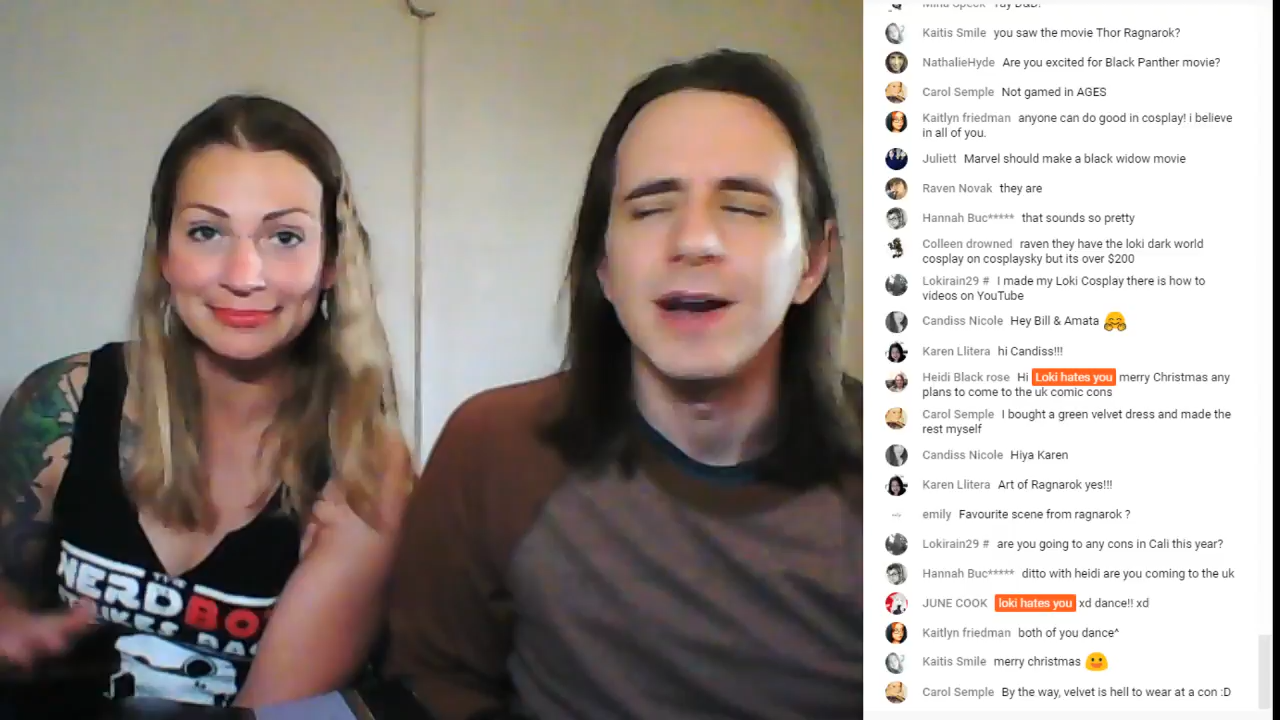 Kaitis Smile you saw the movie Thor Ragnarok?
NathalieHyde Are you excited for Black Panther movie?
Carol Semple Not gamed in AGES
Kaitlyn friedman anyone can do good in cosplay! i believe
in all of you.
Juliett Marvel should make a black widow movie
Raven Novak they are
Hannah Buc***** that sounds so pretty
Colleen drowned raven they have the loki dark world
cosplay on cosplaysky but its over $200
Lokirain29 # I made my Loki Cosplay there is how to
videos on YouTube
Candiss Nicole Hey Bill & Amata
Karen Llitera hi Candiss!!!
Heidi Black rose Hi Loki hates you merry Christmas any
plans to come to the uk comic cons
Carol Semple I bought a green velvet dress and made the
rest myself
Candiss Nicole Hiya Karen
Karen Llitera Art of Ragnarok yes!!!
emily Favourite scene from ragnarok ?
Lokirain29 # are you going to any cons in Cali this year?
Hannah Buc***** ditto with heidi are you coming to the uk
JUNE COOK loki hates you xd dance!! xd
Kaitlyn friedman both of you dance^
Kaitis Smile merry christmas
Carol Semple By the way, velvet is hell to wear at a con :D
THE
NERD